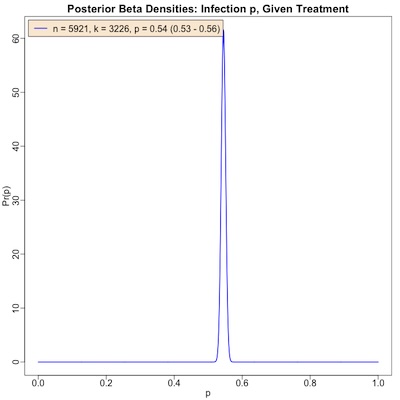 Posterior Beta Densities: Infection p, Given Treatment
n = 5921, k = 3226, p = 0.54 (0.53 - 0.56)
60
50
40
30
20
10
0
Pr(p)
0.0 0.2 0.4 0.6 0.8 1.0
p